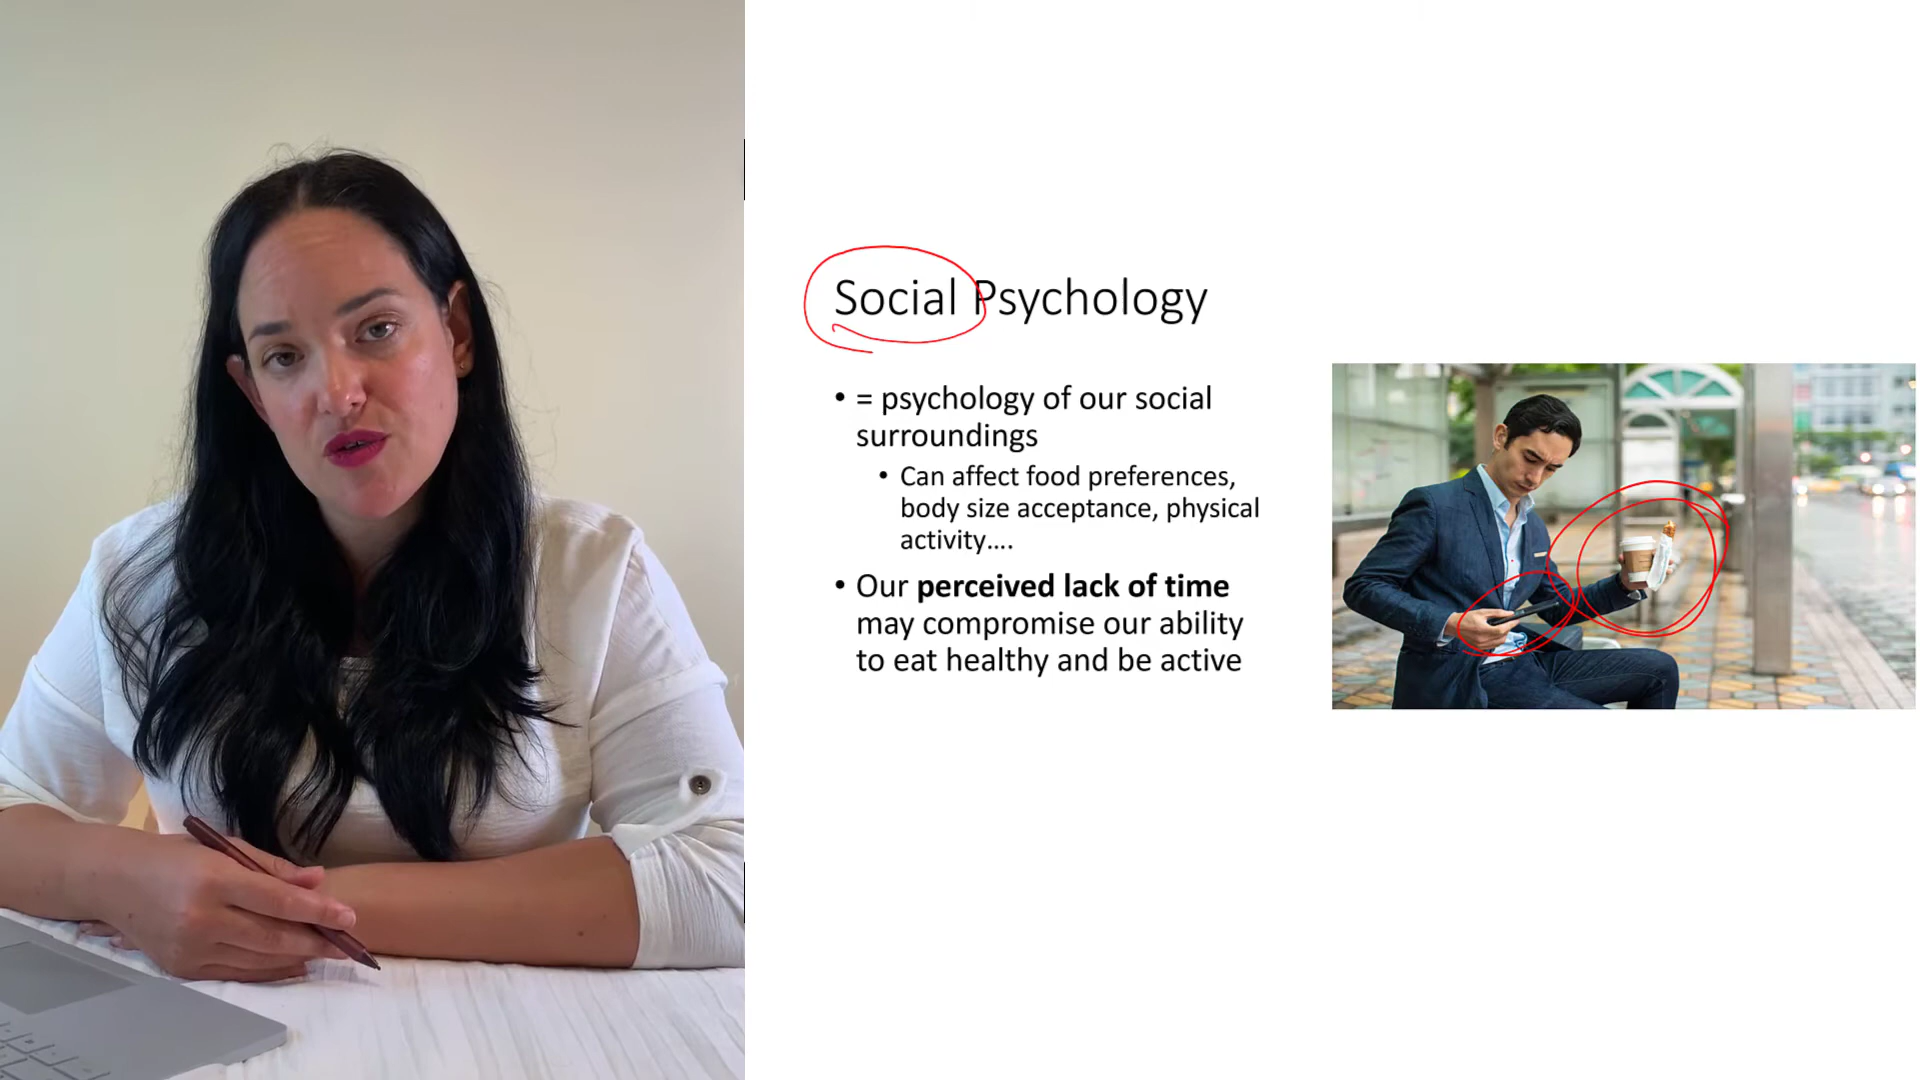 Social Psychology
• = psychology of our social
surroundings
• Can affect food preferences,
body size acceptance, physical
activity….
• Our perceived lack of time
may compromise our ability
to eat healthy and be active